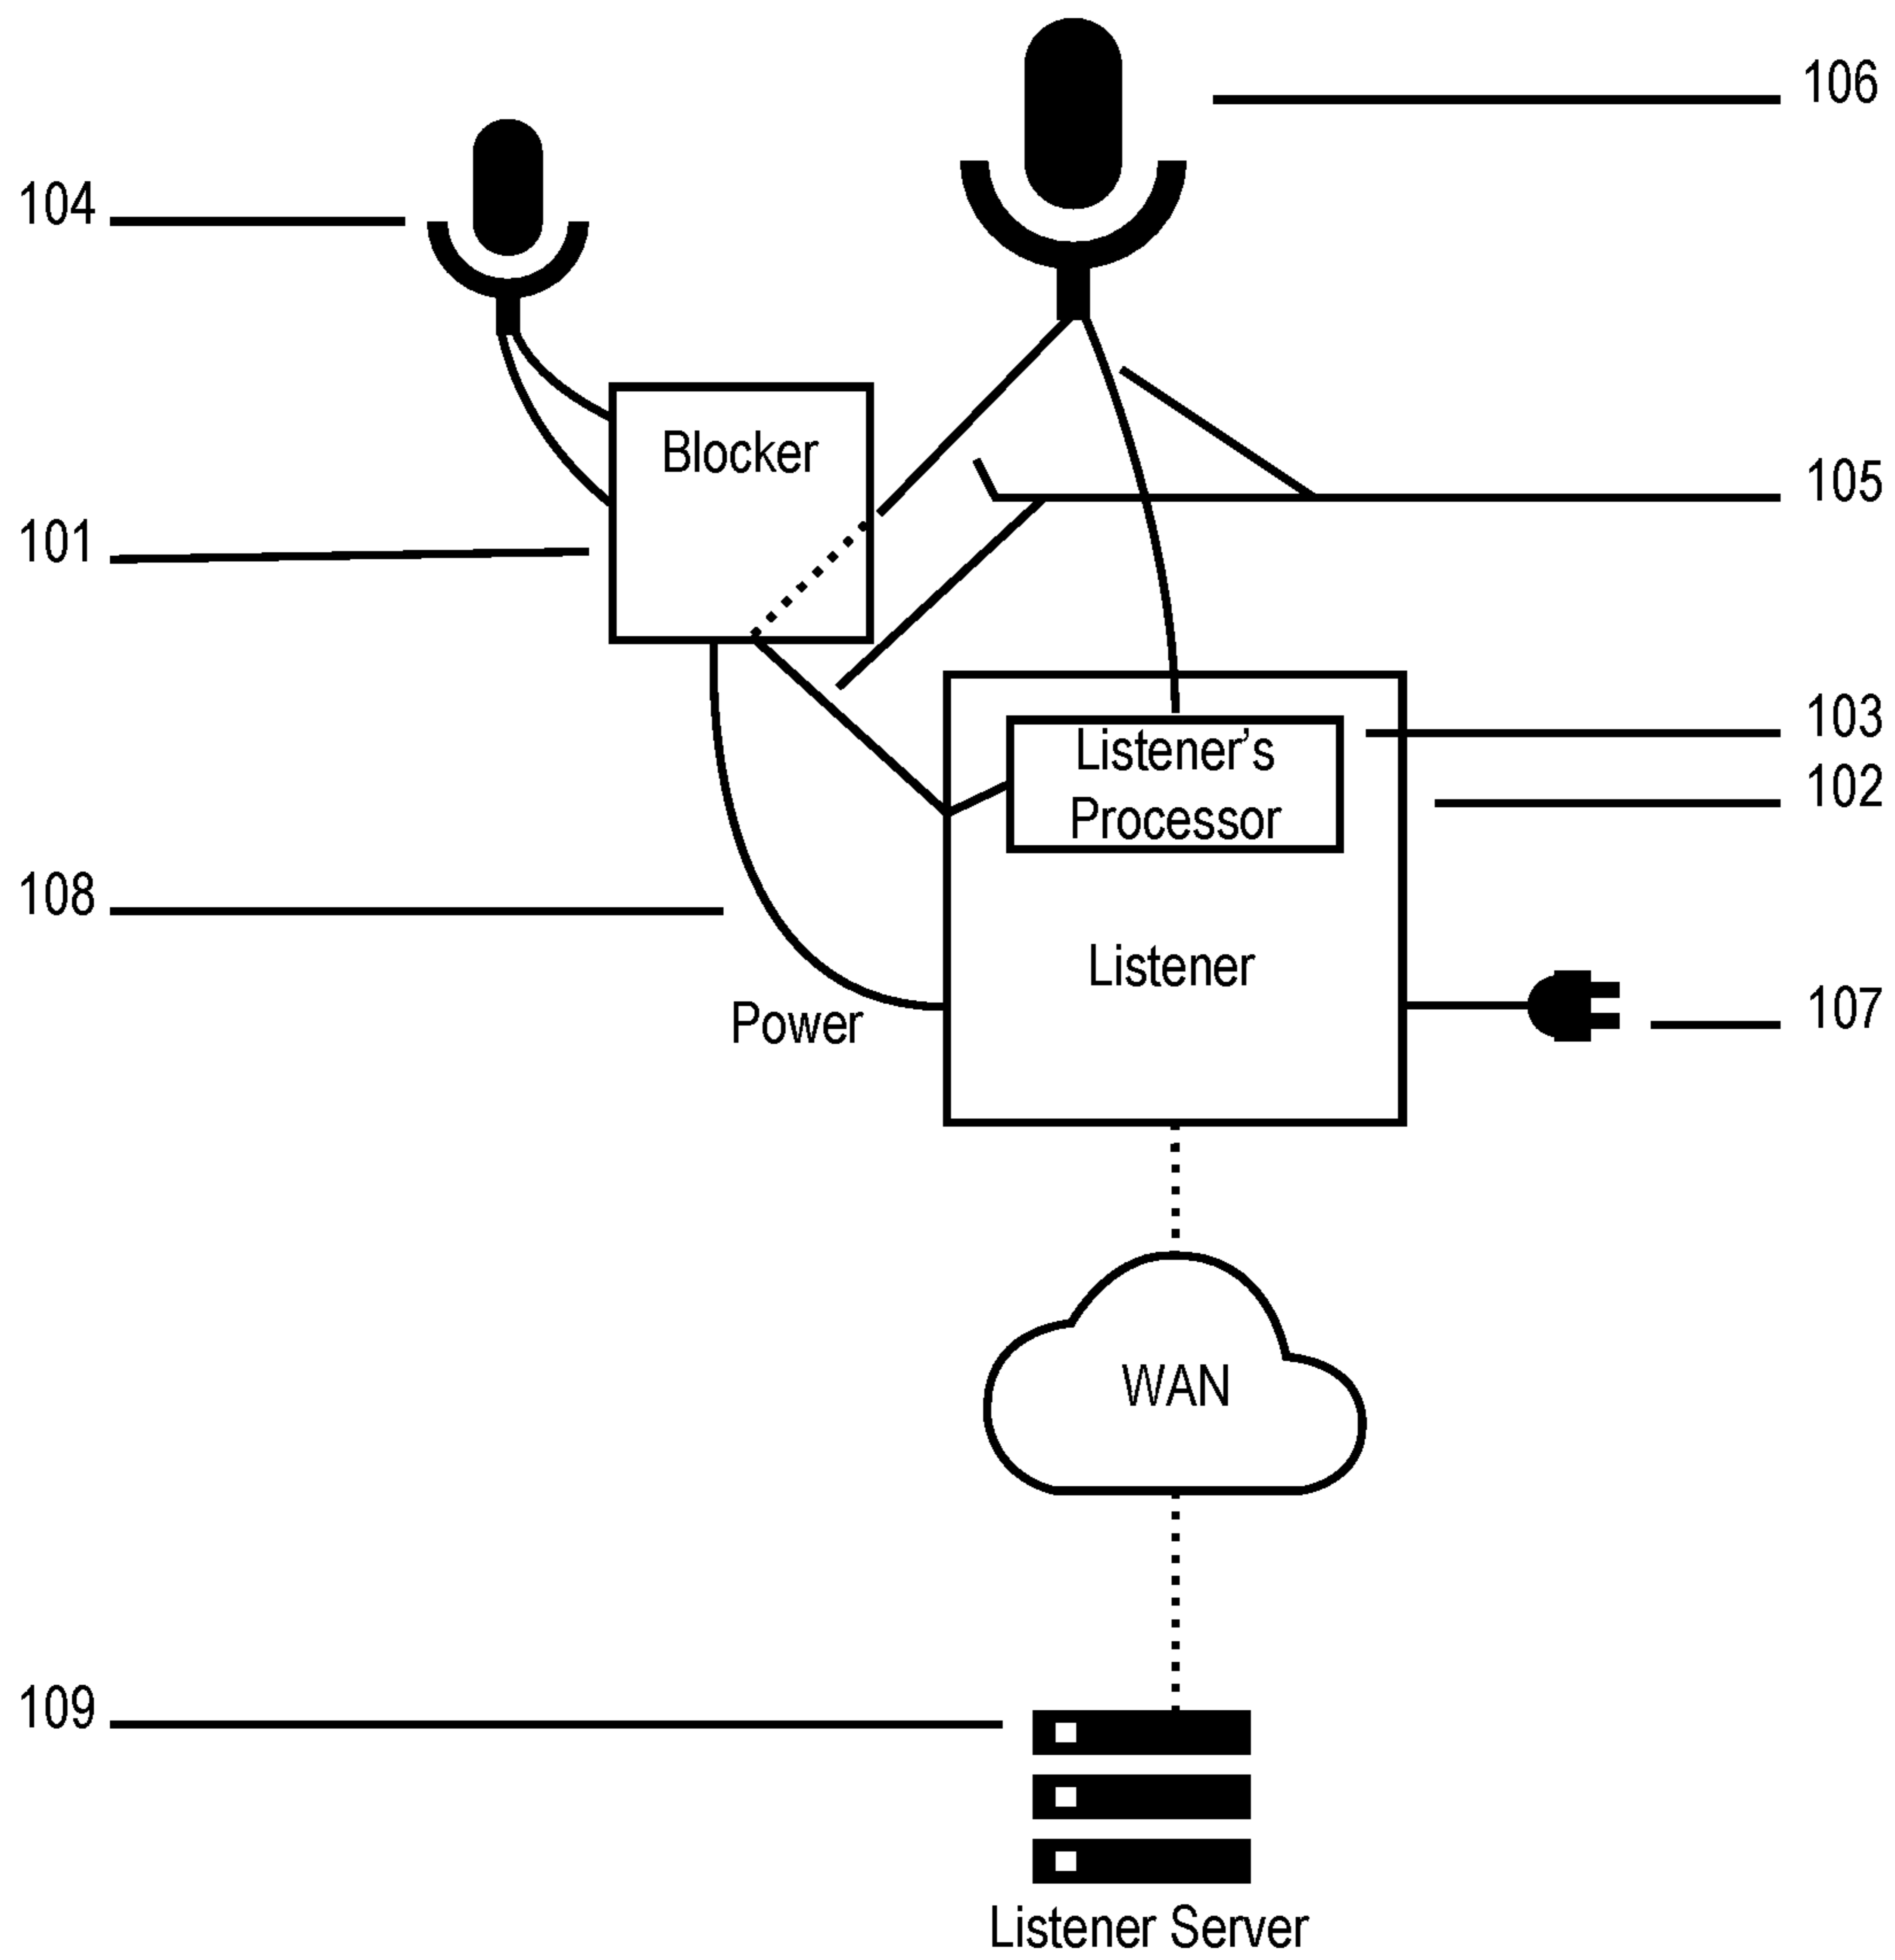 106
104
Blocker
105
101
103
Listener's
Processor
102
108
Listener
107
Power
WAN
109
Listener Server